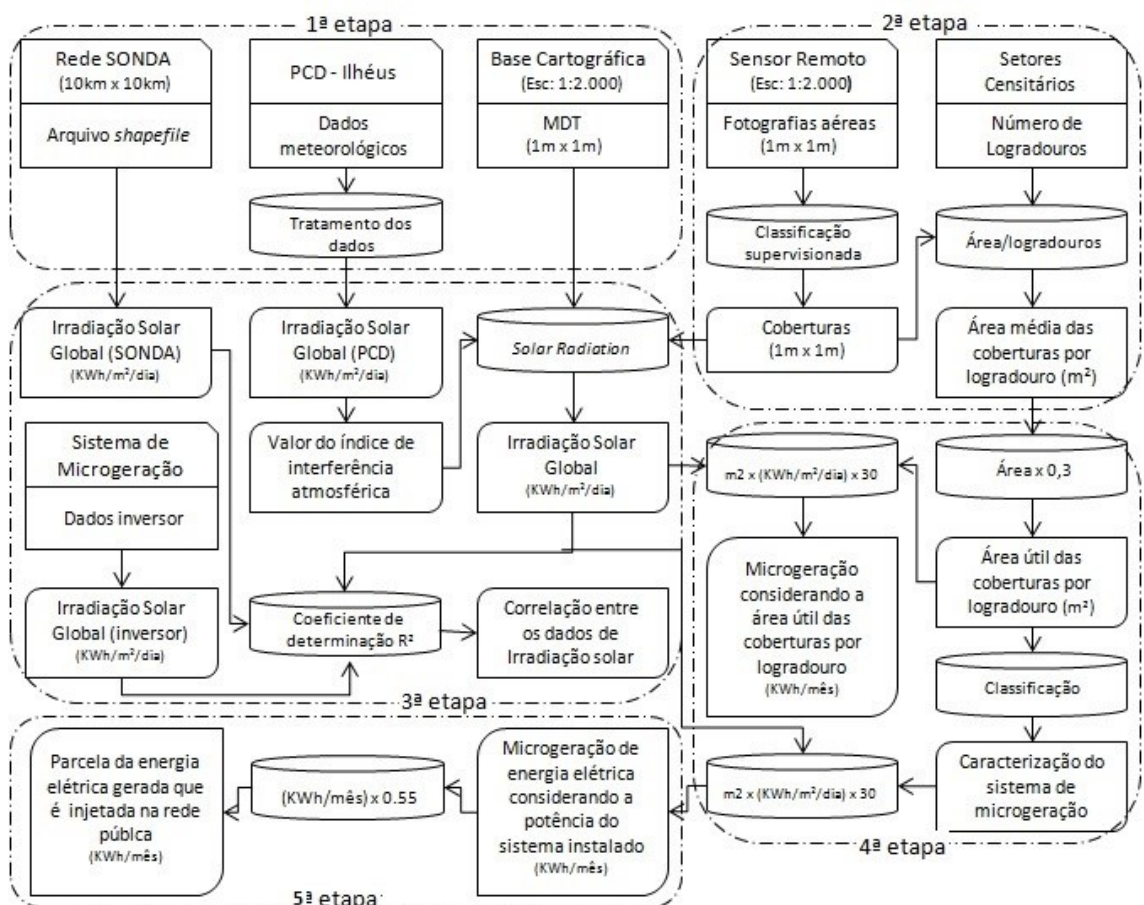 1ª etapa
Rede SONDA
(10km x 10km)
Arquivo shapefile
PCD - Ilhéus
Dados
meteorológicos
Tratamento dos
dados
Base Cartográfica
(Esc: 1:2.000)
MDT
(1m x 1m)
2ª etapa
Sensor Remoto
(Esc: 1:2.000)
Fotografias aéreas
(1m x 1m)
Setores
Censitários
Número de
Logradouros
Classificação
supervisionada
Área/logradouros
Coberturas
(1m x 1m)
Área média das
coberturas por
logradouro (m²)
Irradiação Solar
Global (SONDA)
(KWh/m²/dia)
Irradiação Solar
Global (PCD)
(KWh/m²/dia)
Solar Radiation
Sistema de
Microgeração
Dados inversor
Valor do índice de
interferência
atmosférica
Irradiação Solar
Global
(KWh/m²/dia)
Irradiação Solar
Global (inversor)
(KWh/m²/dia)
Coeficiente de
determinação R²
Correlação entre
os dados de
Irradiação solar
3ª etapa
m2 x (KWh/m²/dia) x 30
Área x 0,3
Microgeração
considerando a
área útil das
coberturas por
logradouro
(KWh/mês)
Área útil das
coberturas por
logradouro (m²)
Classificação
m2 x (KWh/m²/dia) x 30
Caracterização do
sistema de
microgeração
4ª etapa
Parcela da energia
elétrica gerada que
é injetada na rede
públca
(KWh/mês)
(KWh/mês) x 0.55
Microgeração de
energia elétrica
considerando a
potência do
sistema instalado
(KWh/mês)
5ª etapa